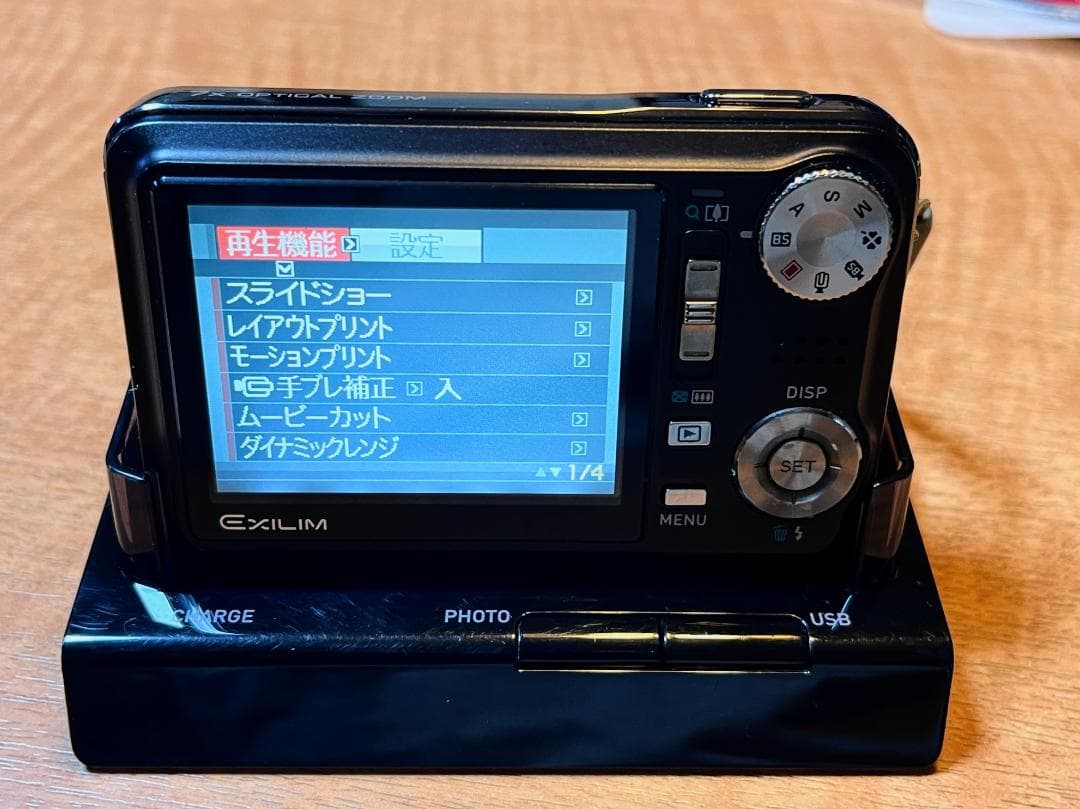 7X OPTICAL ZOOM
再生機能 設定
スライドショー
レイアウトプリント
モーションプリント
手ブレ補正 入
ムービーカット
ダイナミックレンジ
1/4
EXILIM
BS A S M
DISP
SET
MENU
CHARGE PHOTO USB